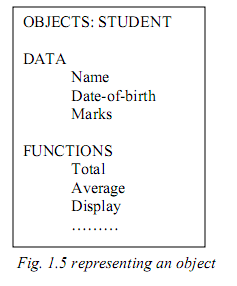 OBJECTS: STUDENT
DATA
Name
Date-of-birth
Marks
FUNCTIONS
Total
Average
Display
………
Fig. 1.5 representing an object